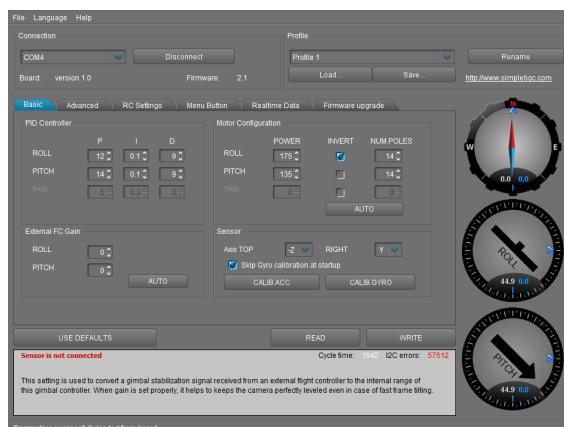 File Language Help
Connection
Profile
COM4 Disconnect Profile 1 Rename
Board: version 1.0 Firmware: 2.1 Load... Save... http://www.simplebgc.com
Basic Advanced RC Settings Menu Button Realtime Data Firmware upgrade
PID Controller
Motor Configuration
P I D
POWER INVERT NUM.POLES
ROLL 12 0.1 9
ROLL 175 14
PITCH 14 0.1 9
PITCH 135 14
YAW 5 0.3 3
YAW 0 0
AUTO
External FC Gain
Sensor
ROLL 0
Axis TOP -Z RIGHT Y
PITCH 0
Skip Gyro calibration at startup
AUTO
CALIB.ACC CALIB.GYRO
N
W E
0.0 0.0
ROLL
44.9 0.0
PITCH
44.9 0.0
USE DEFAULTS READ WRITE
Sensor is not connected Cycle time: 1642 I2C errors: 57512
This setting is used to convert a gimbal stabilization signal received from an external flight controller to the internal range of
this gimbal controller. When gain is set properly, it helps to keeps the camera perfectly leveled even in case of fast frame tilting.